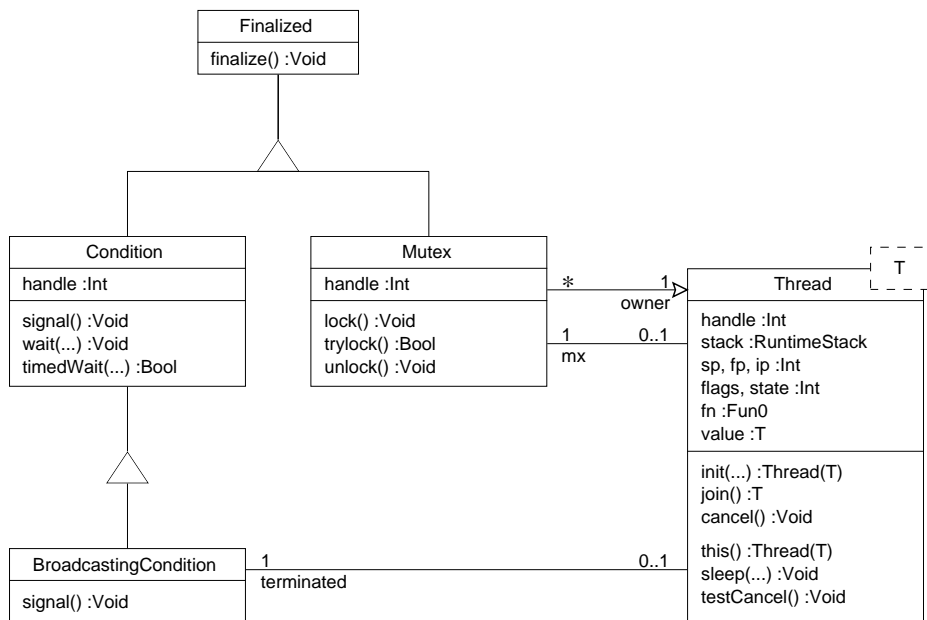 Finalized
finalize() :Void
Condition
handle :Int
signal() :Void
wait(...) :Void
timedWait(...) :Bool
Mutex
handle :Int
lock() :Void
trylock() :Bool
unlock() :Void
* 1
owner
1 0..1
mx
T
Thread
handle :Int
stack :RuntimeStack
sp, fp, ip :Int
flags, state :Int
fn :Fun0
value :T
init(...) :Thread(T)
join() :T
cancel() :Void
this() :Thread(T)
sleep(...) :Void
testCancel() :Void
BroadcastingCondition
signal() :Void
1 0..1
terminated